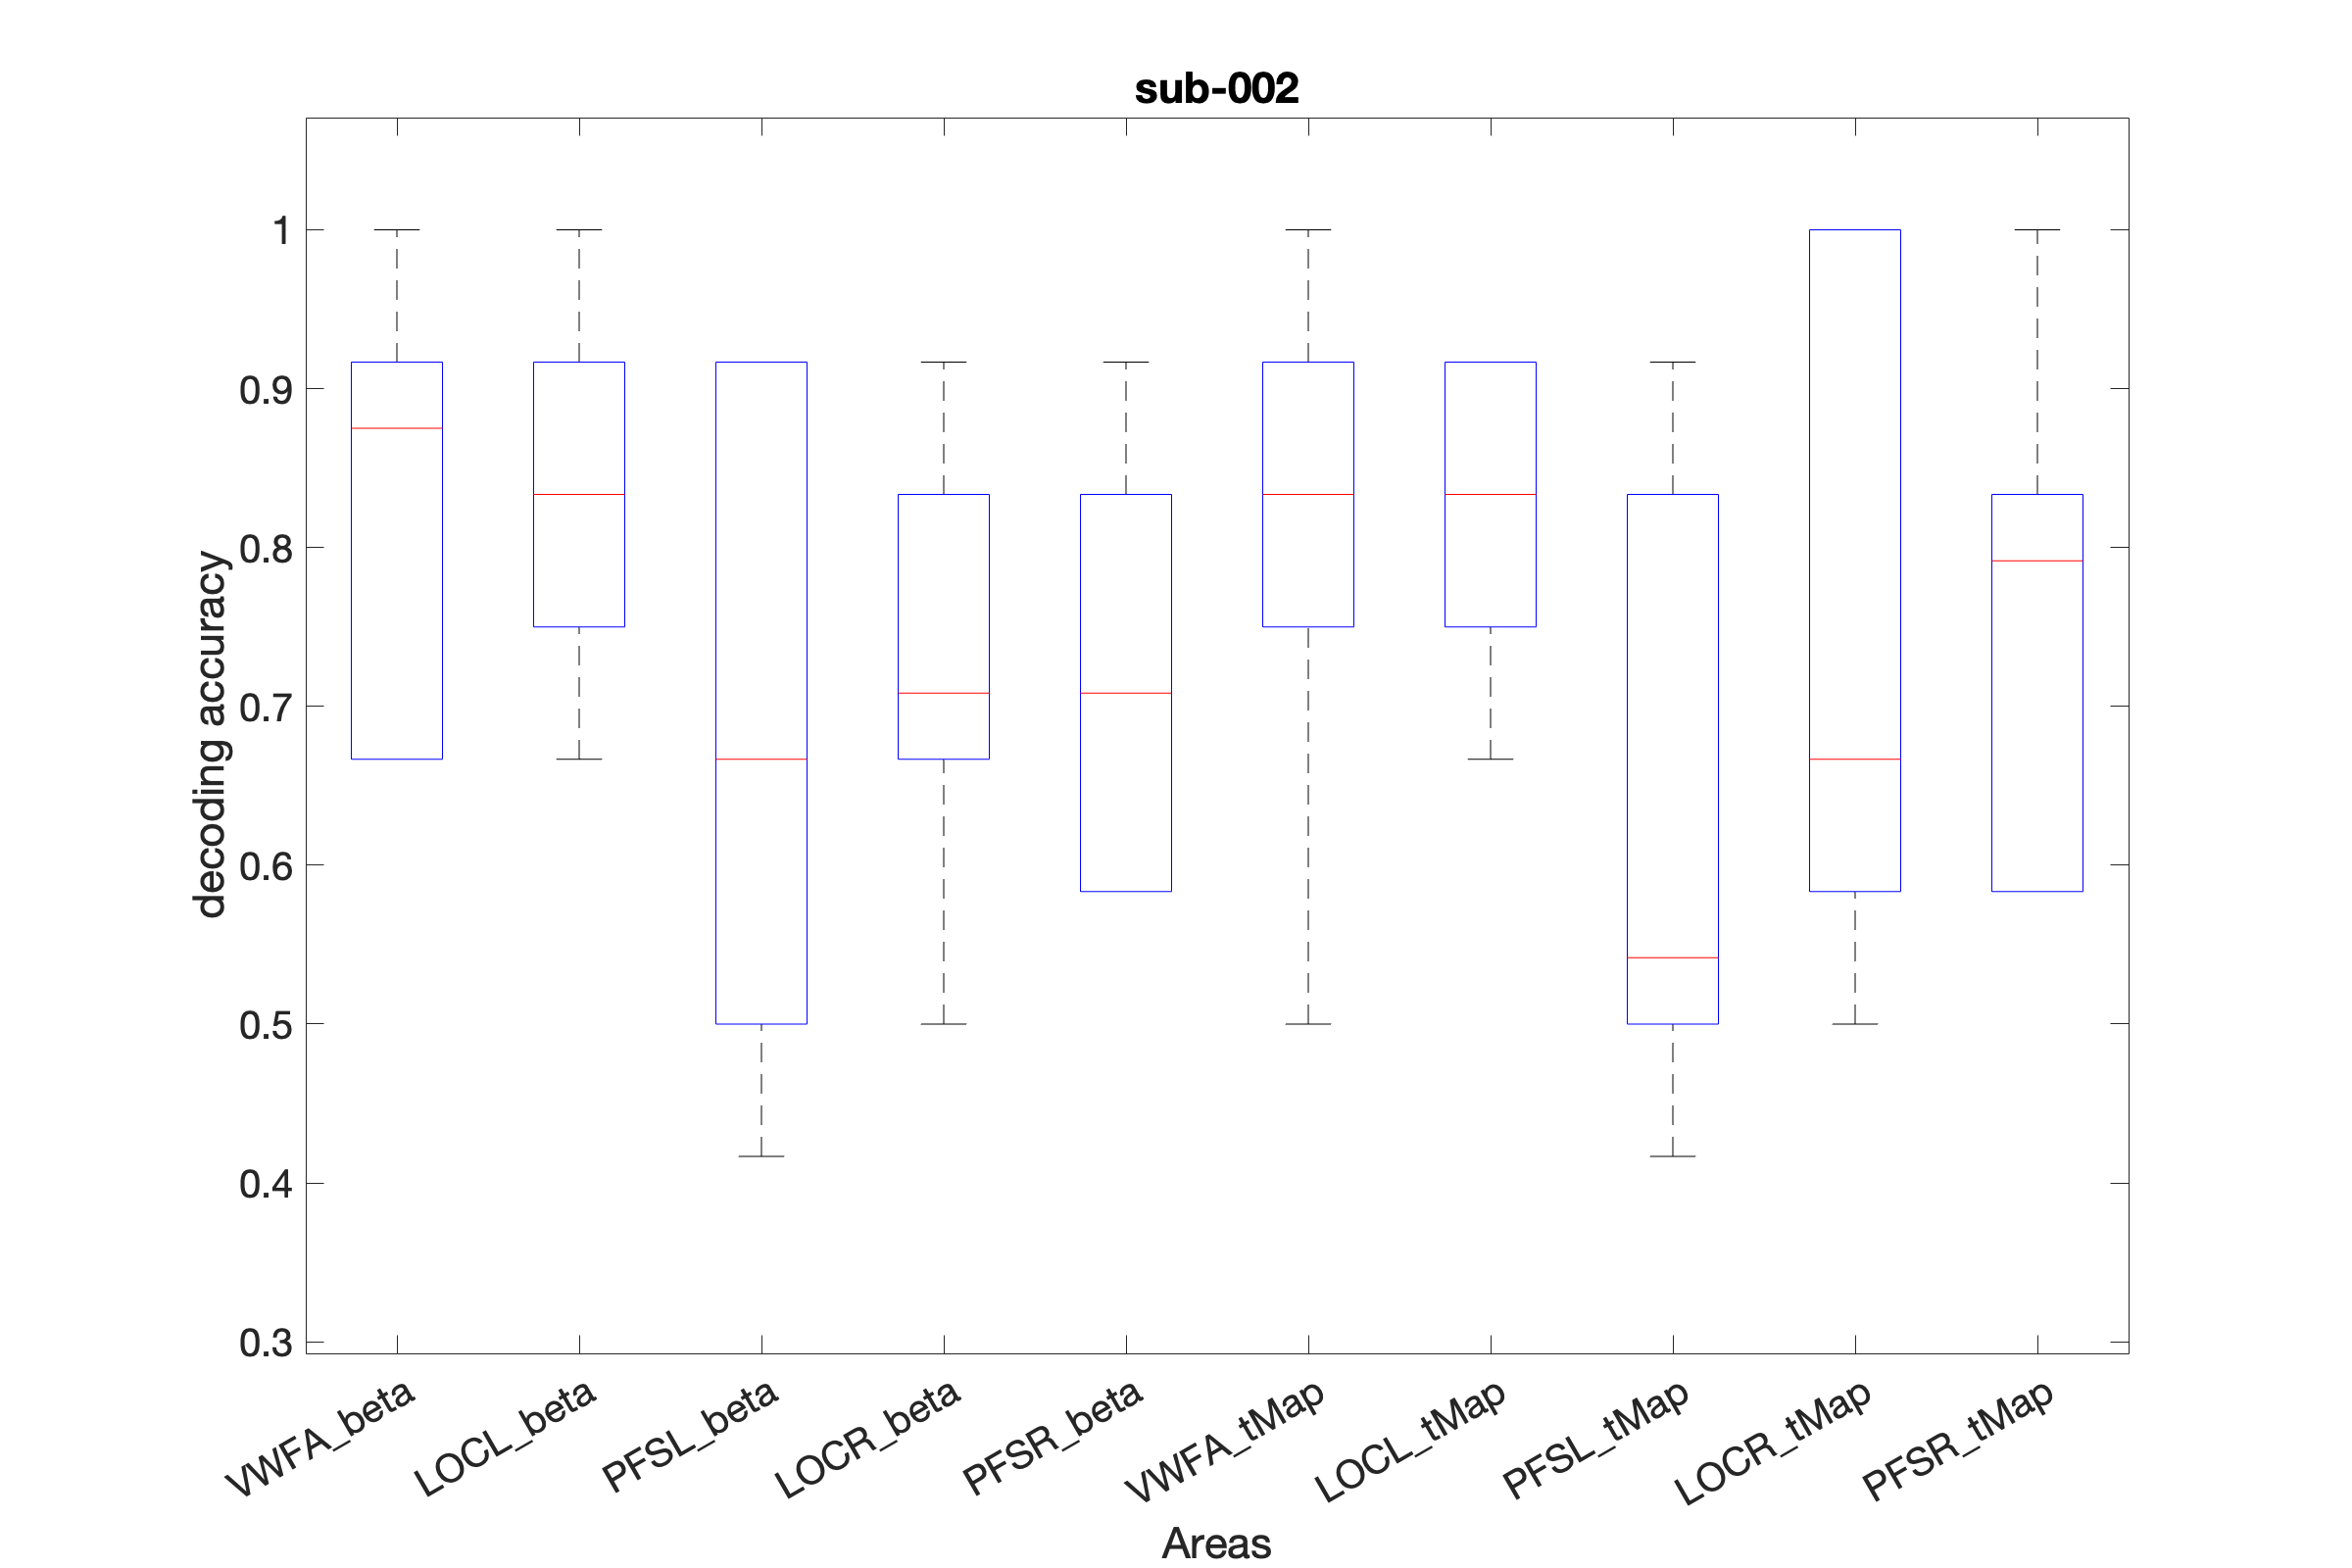 sub-002
decoding accuracy
1
0.9
0.8
0.7
0.6
0.5
0.4
0.3
VWFA_beta
LOCL_beta
PFSL_beta
LOCR_beta
PFSR_beta
VWFA_tMap
LOCL_tMap
PFSL_tMap
LOCR_tMap
PFSR_tMap
Areas